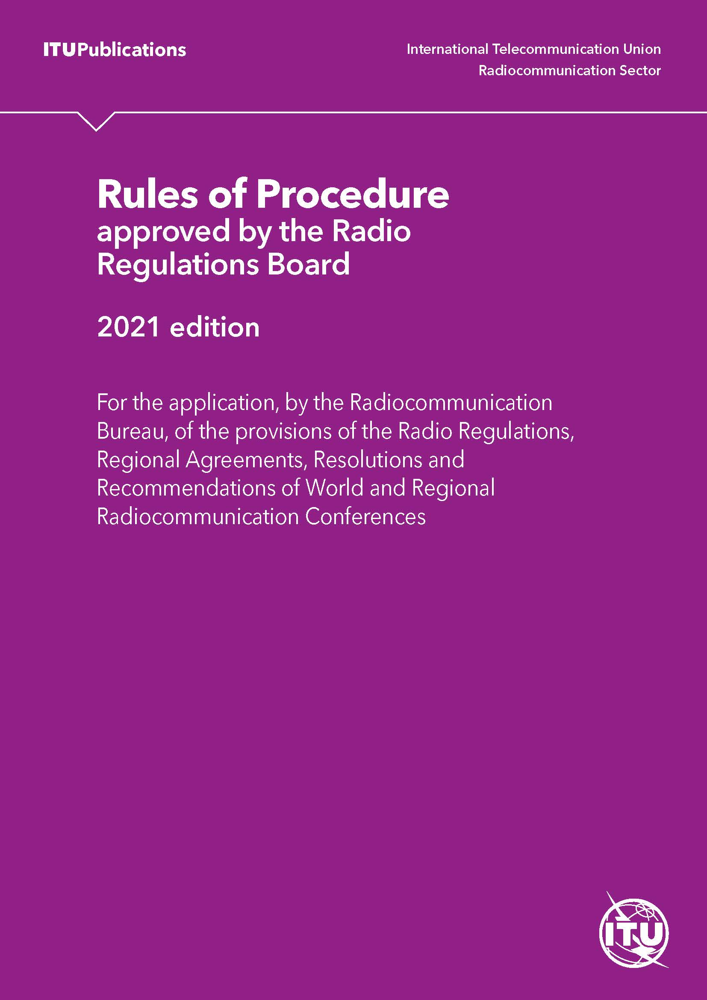 ITUPublications
International Telecommunication Union
Radiocommunication Sector
Rules of Procedure
approved by the Radio
Regulations Board
2021 edition
For the application, by the Radiocommunication
Bureau, of the provisions of the Radio Regulations,
Regional Agreements, Resolutions and
Recommendations of World and Regional
Radiocommunication Conferences
ITU